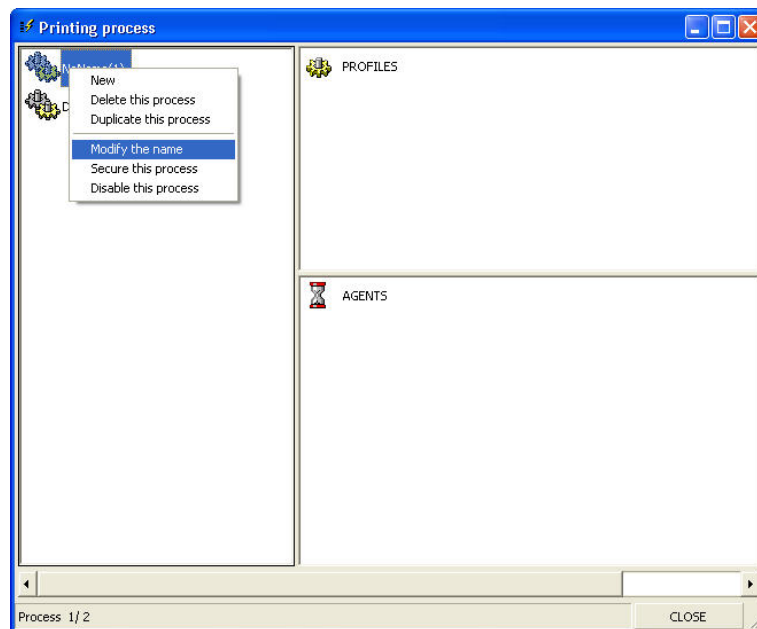 Printing process
PROFILES
New
Delete this process
Duplicate this process
Modify the name
Secure this process
Disable this process
AGENTS
Process 1/ 2
CLOSE